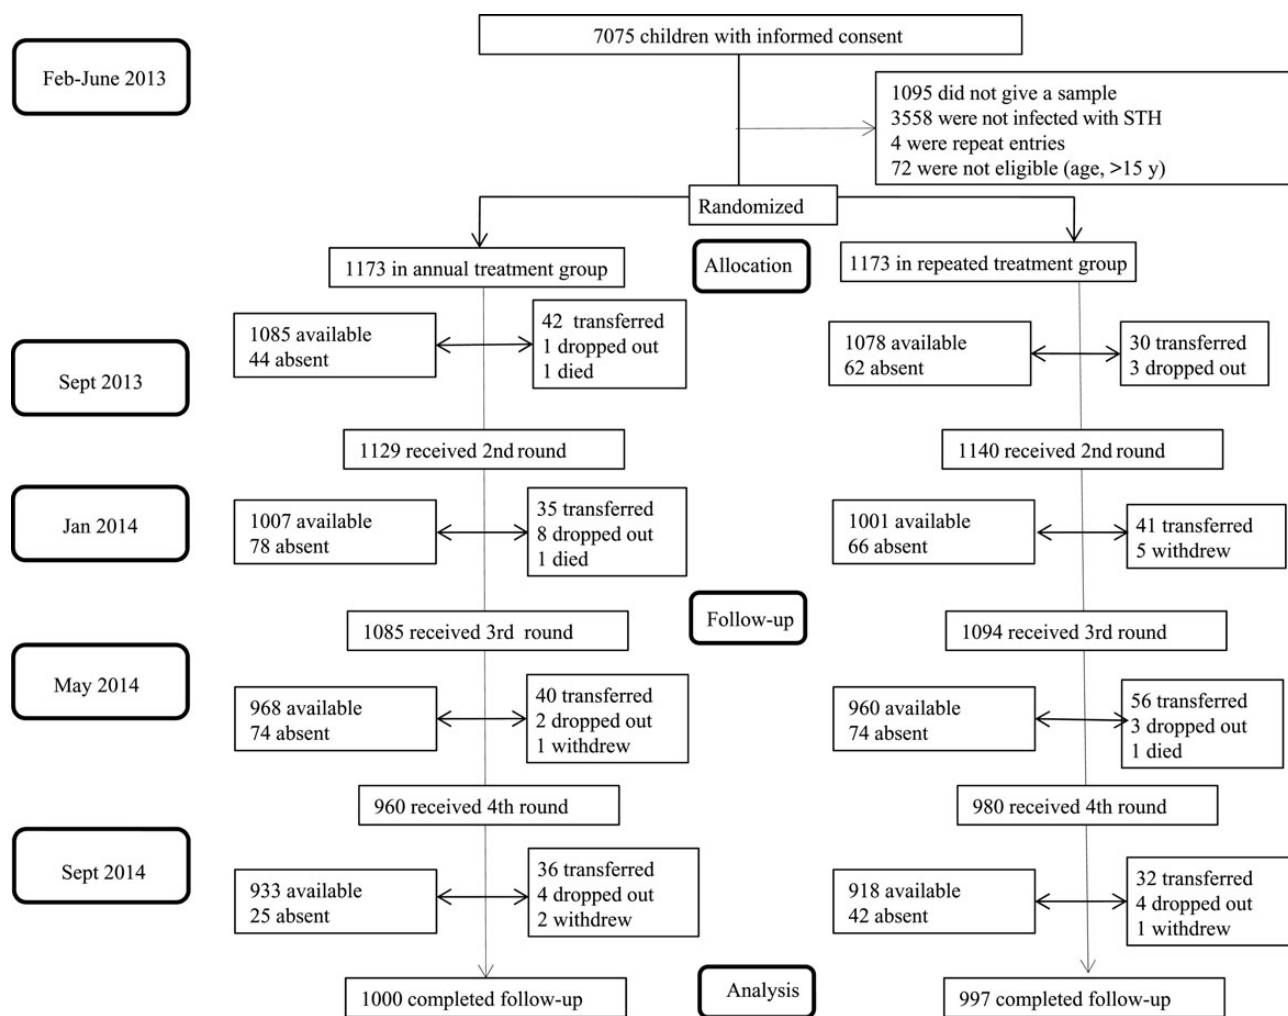 7075 children with informed consent
Feb-June 2013
1095 did not give a sample
3558 were not infected with STH
4 were repeat entries
72 were not eligible (age, >15 y)
Randomized
1173 in annual treatment group
Allocation
1173 in repeated treatment group
1085 available
44 absent
42 transferred
1 dropped out
1 died
1078 available
62 absent
30 transferred
3 dropped out
Sept 2013
1129 received 2nd round
1140 received 2nd round
Jan 2014
1007 available
78 absent
35 transferred
8 dropped out
1 died
1001 available
66 absent
41 transferred
5 withdrew
1085 received 3rd round
Follow-up
1094 received 3rd round
May 2014
968 available
74 absent
40 transferred
2 dropped out
1 withdrew
960 available
74 absent
56 transferred
3 dropped out
1 died
960 received 4th round
980 received 4th round
Sept 2014
933 available
25 absent
36 transferred
4 dropped out
2 withdrew
918 available
42 absent
32 transferred
4 dropped out
1 withdrew
1000 completed follow-up
Analysis
997 completed follow-up